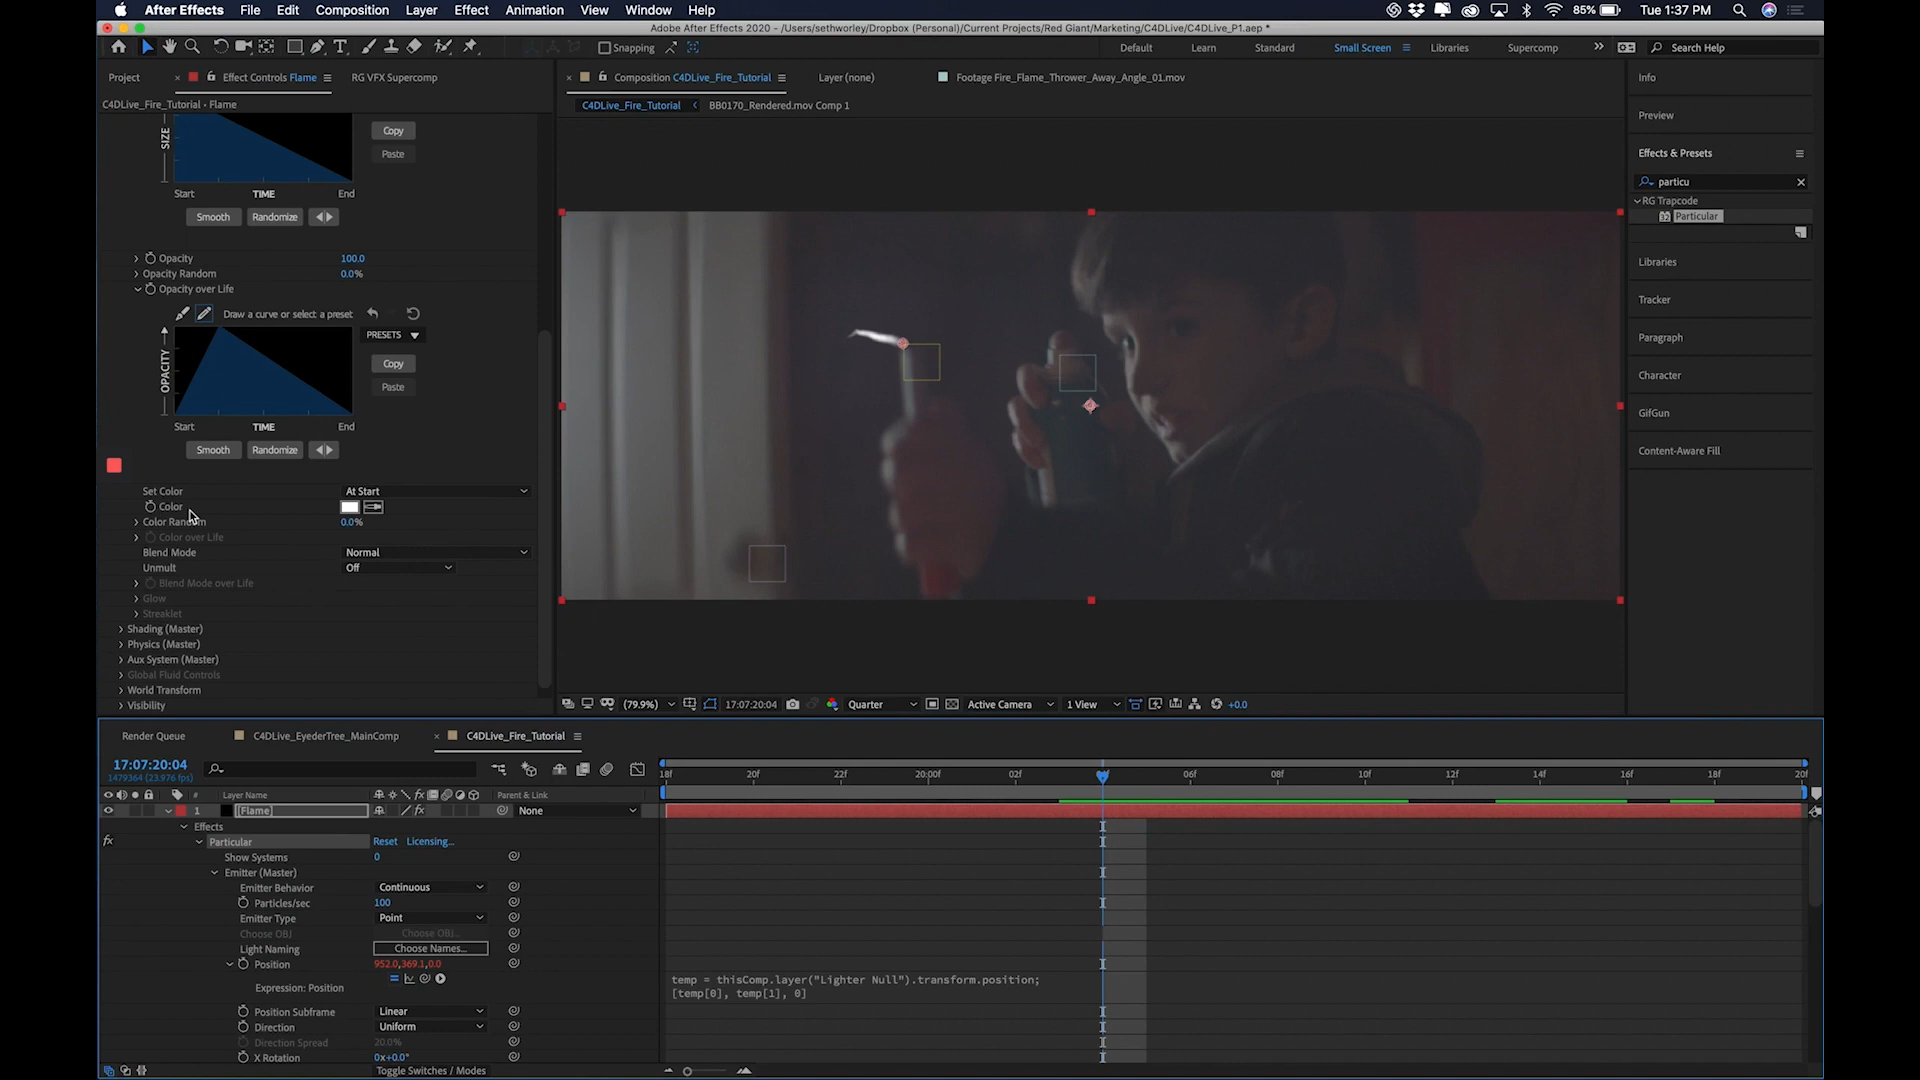 After Effects File Edit Composition Layer Effect Animation View Window Help 85% Tue 1:37 PM
Adobe After Effects 2020 - /Users/sethworley/Dropbox (Personal)/Current Projects/Red Giant/Marketing/C4DLive/C4DLive_P1.aep *
Snapping Default Learn Standard Small Screen Libraries Supercomp Search Help
Project Effect Controls Flame RG VFX Supercomp Composition C4DLive_Fire_Tutorial Layer (none) Footage Fire_Flame_Thrower_Away_Angle_01.mov Info
C4DLive_Fire_Tutorial • Flame C4DLive_Fire_Tutorial BB0170_Rendered.mov Comp 1
Preview
SIZE Copy
Paste
Effects & Presets
particu
Start TIME End
RG Trapcode
Smooth Randomize
Particular
Opacity 100.0
Libraries
Opacity Random 0.0%
Opacity over Life
Tracker
Draw a curve or select a preset
PRESETS
Paragraph
OPACITY Copy
Paste
Character
GifGun
Start TIME End
Smooth Randomize
Content-Aware Fill
Set Color At Start
Color
Color Random 0.0%
Color over Life
Blend Mode Normal
Unmult Off
Blend Mode over Life
Glow
Streaklet
Shading (Master)
Physics (Master)
Aux System (Master)
Global Fluid Controls
World Transform
Visibility
(79.9%) 17:07:20:04 Quarter Active Camera 1 View +0.0
Render Queue C4DLive_EyederTree_MainComp C4DLive_Fire_Tutorial
17:07:20:04
1479364 (23.976 fps)
18f 20f 22f 20:00f 02f 06f 08f 10f 12f 14f 16f 18f 20f
# Layer Name Parent & Link
1 [Flame] None
Effects
fx Particular Reset Licensing...
Show Systems 0
Emitter (Master)
Emitter Behavior Continuous
Particles/sec 100
Emitter Type Point
Choose OBJ Choose OBJ...
Light Naming Choose Names...
Position 952.0,369.1,0.0
temp = thisComp.layer("Lighter Null").transform.position;
Expression: Position
[temp[0], temp[1], 0]
Position Subframe Linear
Direction Uniform
Direction Spread 20.0%
X Rotation 0x+0.0°
Toggle Switches / Modes